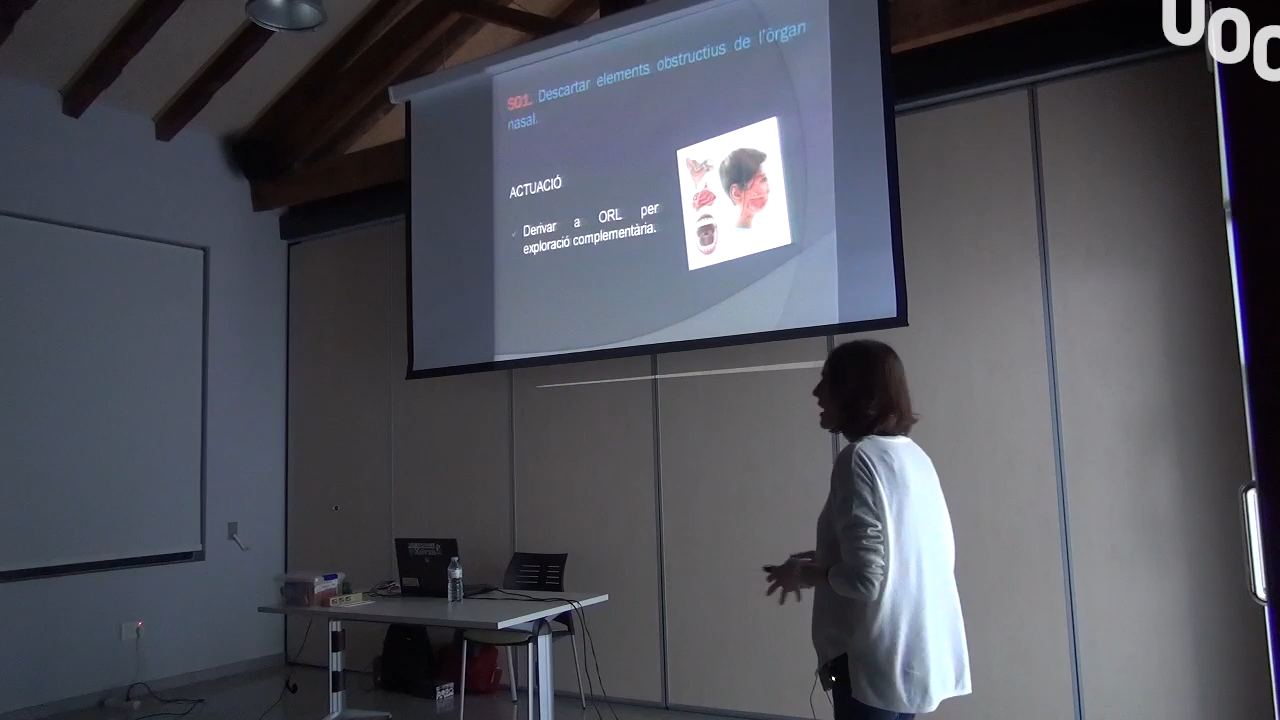 UOC
SO1. Descartar elements obstructius de l'òrgan
nasal.
ACTUACIÓ
Derivar a ORL per
exploració complementària.